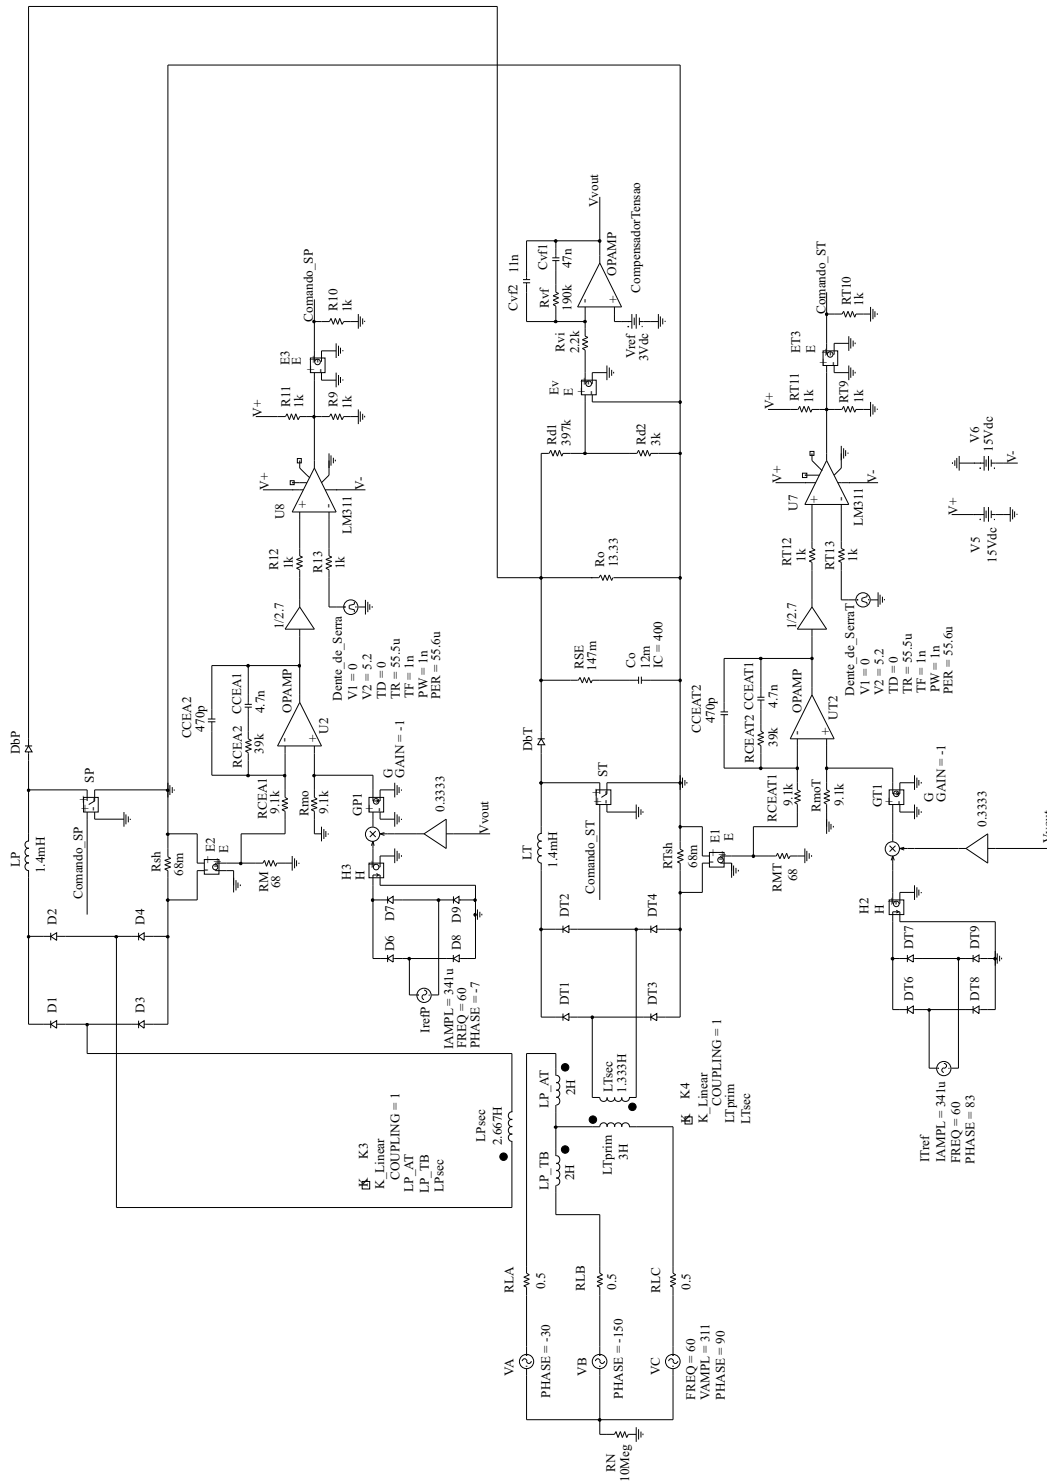 LP
1.4mH
DbP
D1
D2
D3
D4
SP
Comando_SP
Rsh
68m
E2
E
RM
68
RCEA1
9.1k
Rmo
9.1k
CCEA2
470p
RCEA2
39k
CCEA1
4.7n
OPAMP
U2
1/2.7
R12
1k
R13
1k
U8
LM311
V+
V-
V+
R11
1k
R9
1k
E3
E
Comando_SP
R10
1k
Dente_de_Serra
V1 = 0
V2 = 5.2
TD = 0
TR = 55.5u
TF = 1n
PW = 1n
PER = 55.6u
GP1
G
GAIN = -1
0.3333
Vvout
H3
H
D6
D7
D8
D9
IrefP
IAMPL = 341u
FREQ = 60
PHASE = -7
LT
1.4mH
DbT
DT1
DT2
DT3
DT4
ST
Comando_ST
RTsh
68m
E1
E
RMT
68
RSE
147m
Co
12m
IC = 400
Ro
13.33
Rd1
397k
Rd2
3k
Ev
E
Rvi
2.2k
Cvf2
11n
Rvf
190k
Cvf1
47n
OPAMP
CompensadorTensao
Vref
3Vdc
Vvout
RCEAT1
9.1k
RmoT
9.1k
CCEAT2
470p
RCEAT2
39k
CCEAT1
4.7n
OPAMP
UT2
1/2.7
RT12
1k
RT13
1k
U7
LM311
V+
V-
V+
RT11
1k
RT9
1k
ET3
E
Comando_ST
RT10
1k
Dente_de_SerraT
V1 = 0
V2 = 5.2
TD = 0
TR = 55.5u
TF = 1n
PW = 1n
PER = 55.6u
GT1
G
GAIN = -1
0.3333
Vvout
H2
H
DT6
DT7
DT8
DT9
ITref
IAMPL = 341u
FREQ = 60
PHASE = 83
V+
V5
15Vdc
V6
15Vdc
V-
K K3
K_Linear
COUPLING = 1
LP_AT
LP_TB
LPsec
LPsec
2.667H
LP_AT
2H
LP_TB
2H
LTprim
3H
LTsec
1.333H
K K4
K_Linear
COUPLING = 1
LTprim
LTsec
RLA
0.5
RLB
0.5
RLC
0.5
VA
PHASE = -30
VB
PHASE = -150
VC
FREQ = 60
VAMPL = 311
PHASE = 90
RN
10Meg